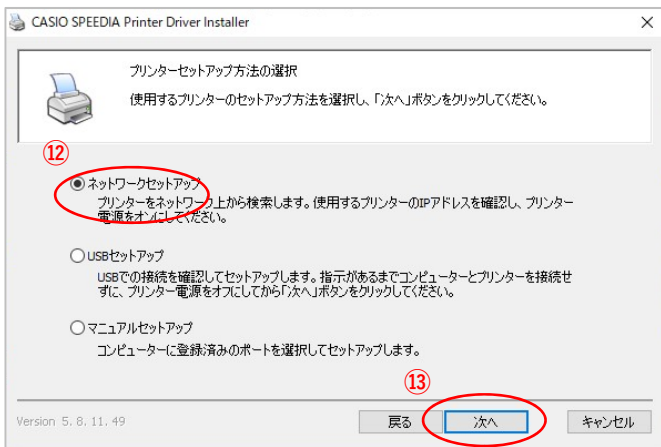 CASIO SPEEDIA Printer Driver Installer
プリンターセットアップ方法の選択
使用するプリンターのセットアップ方法を選択し、「次へ」ボタンをクリックしてください。
⑫
ネットワークセットアップ
プリンターをネットワーク上から検索します。使用するプリンターのIPアドレスを確認し、プリンター
電源をオンにしてください。
USBセットアップ
USBでの接続を確認してセットアップします。指示があるまでコンピューターとプリンターを接続せ
ずに、プリンター電源をオフにしてから「次へ」ボタンをクリックしてください。
マニュアルセットアップ
コンピューターに登録済みのポートを選択してセットアップします。
⑬
Version 5.8.11.49
戻る
次へ
キャンセル